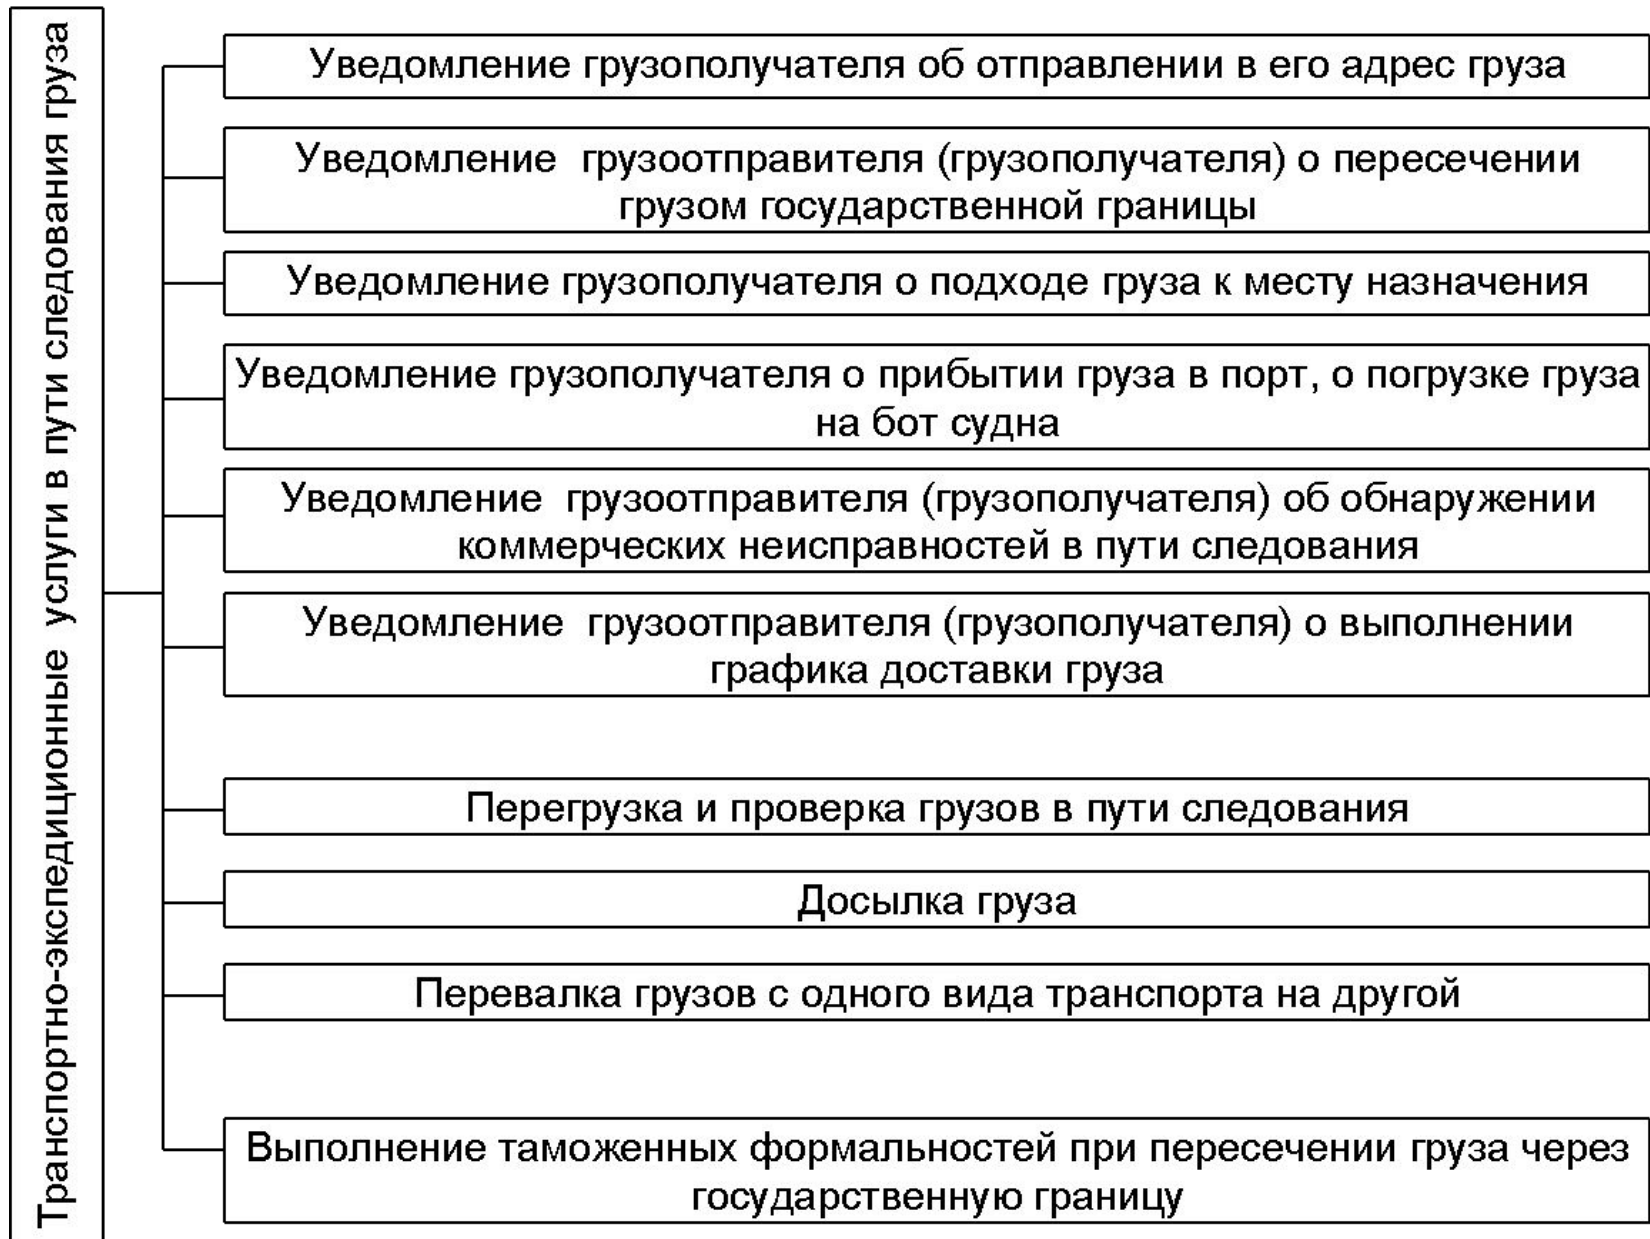 Транспортно-экспедиционные услуги в пути следования груза
Уведомление грузополучателя об отправлении в его адрес груза
Уведомление грузоотправителя (грузополучателя) о пересечении
грузом государственной границы
Уведомление грузополучателя о подходе груза к месту назначения
Уведомление грузополучателя о прибытии груза в порт, о погрузке груза
на бот судна
Уведомление грузоотправителя (грузополучателя) об обнаружении
коммерческих неисправностей в пути следования
Уведомление грузоотправителя (грузополучателя) о выполнении
графика доставки груза
Перегрузка и проверка грузов в пути следования
Досылка груза
Перевалка грузов с одного вида транспорта на другой
Выполнение таможенных формальностей при пересечении груза через
государственную границу